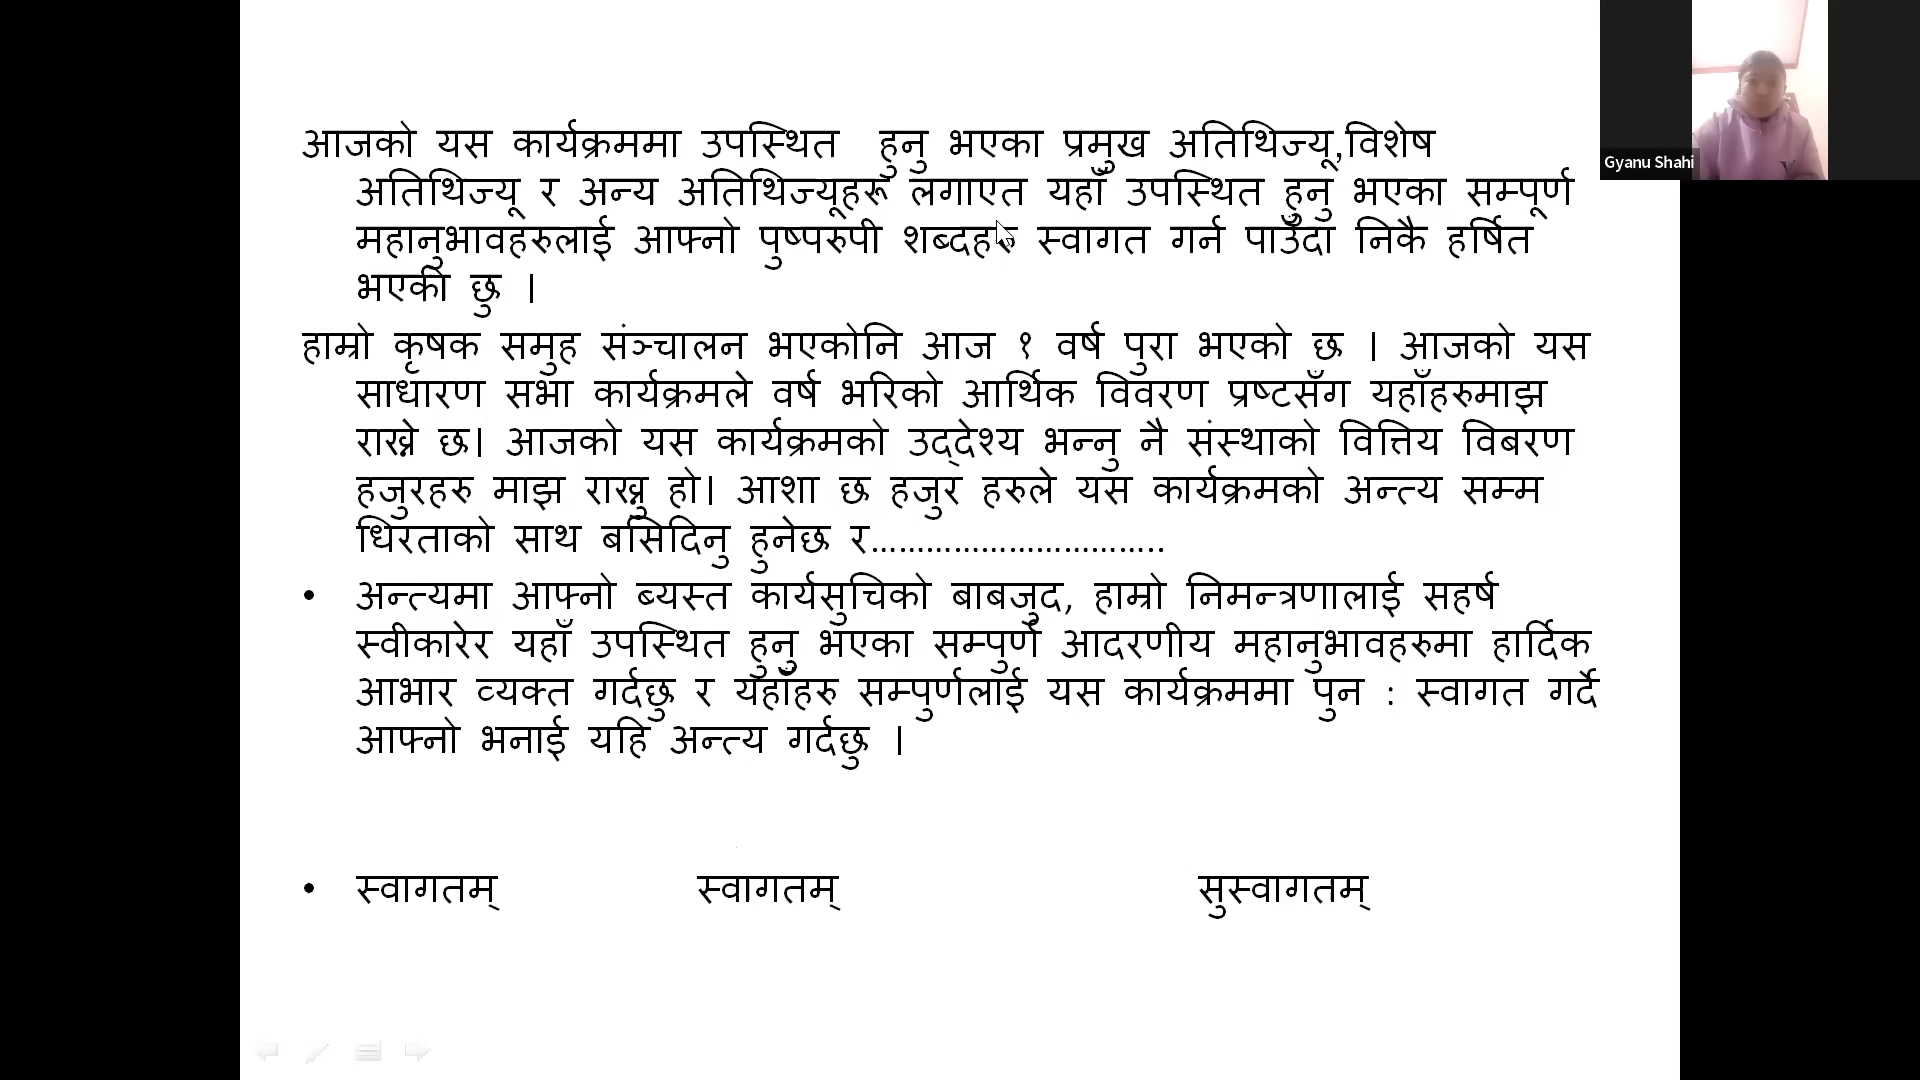 आजको यस कार्यक्रममा उपस्थित हुनु भएका प्रमुख अतिथिज्यू,विशेष
अतिथिज्यू र अन्य अतिथिज्यूहरू लगाएत यहाँ उपस्थित हुनु भएका सम्पूर्ण
महानुभावहरुलाई आफ्नो पुष्परुपी शब्दहरु स्वागत गर्न पाउँदा निकै हर्षित
भएकी छु ।
हाम्रो कृषक समुह संञ्चालन भएकोनि आज १ वर्ष पुरा भएको छ । आजको यस
साधारण सभा कार्यक्रमले वर्ष भरिको आर्थिक विवरण प्रष्टसँग यहाँहरुमाझ
राख्ने छ। आजको यस कार्यक्रमको उद्देश्य भन्नु नै संस्थाको वित्तिय विबरण
हजुरहरु माझ राख्नु हो। आशा छ हजुर हरुले यस कार्यक्रमको अन्त्य सम्म
धिरताको साथ बसिदिनु हुनेछ र…………………………..
• अन्त्यमा आफ्नो ब्यस्त कार्यसुचिको बाबजुद, हाम्रो निमन्त्रणालाई सहर्ष
स्वीकारेर यहाँ उपस्थित हुनु भएका सम्पुर्ण आदरणीय महानुभावहरुमा हार्दिक
आभार व्यक्त गर्दछु र यहाँहरु सम्पुर्णलाई यस कार्यक्रममा पुन : स्वागत गर्दै
आफ्नो भनाई यहि अन्त्य गर्दछु ।
• स्वागतम् स्वागतम् सुस्वागतम्
Gyanu Shahi